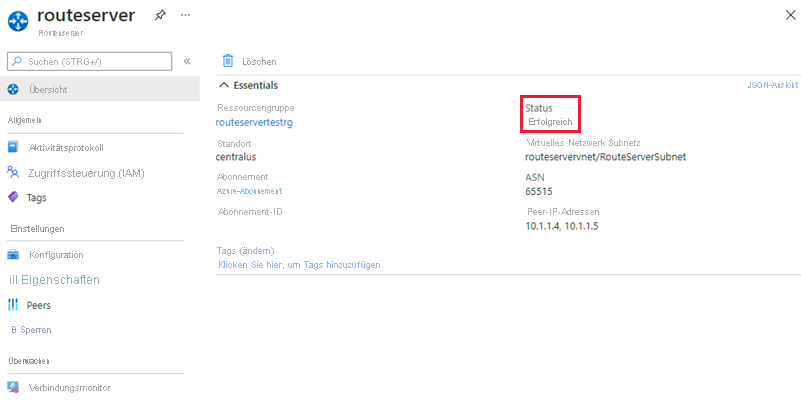 routeserver
Routenserver
Suchen (STRG+/)
«
Übersicht
Allgemein
Aktivitätsprotokoll
Zugriffssteuerung (IAM)
Tags
Einstellungen
Konfiguration
ill Eigenschaften
Peers
B Sperren
Überwachen
Verbindungsmonitor
Löschen
Essentials
JSON-Ansicht
Ressourcengruppe
routeservertestrg
Standort
centralus
Abonnement
Azure-Abonnement
Abonnement-ID
Status
Erfolgreich
Virtuelles Netzwerk Subnetz
routeservervnet/RouteServerSubnet
ASN
65515
Peer-IP-Adressen
10.1.1.4, 10.1.1.5
Tags (ändern)
Klicken Sie hier, um Tags hinzuzufügen.